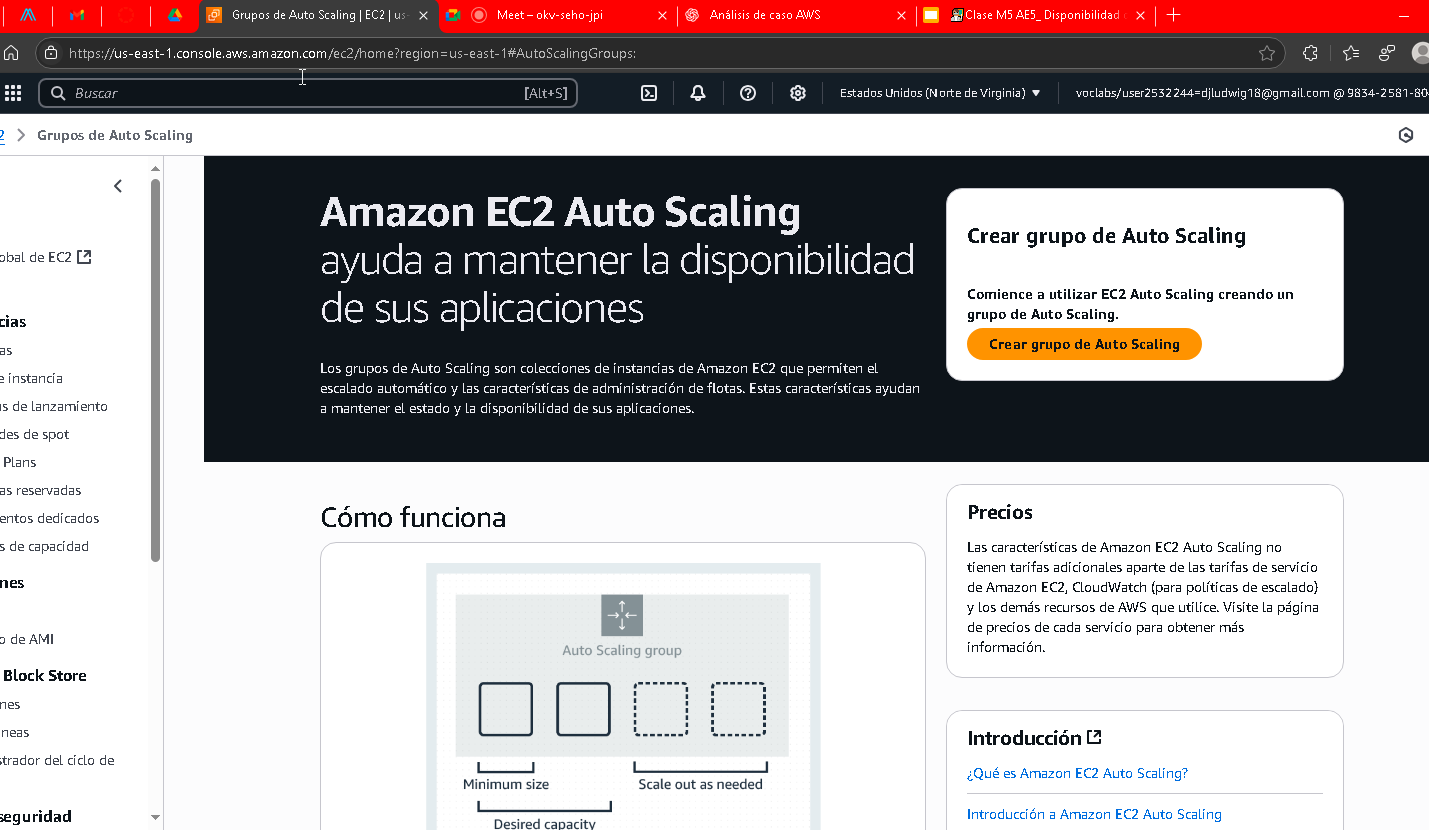 Grupos de Auto Scaling | EC2 | us-
Meet – okv-seho-jpi
Análisis de caso AWS
Clase M5 AE5_ Disponibilidad
https://us-east-1.console.aws.amazon.com/ec2/home?region=us-east-1#AutoScalingGroups:
Buscar
[Alt+S]
Estados Unidos (Norte de Virginia)
voclabs/user2532244=djludwig18@gmail.com @ 9834-2581-80
2
Grupos de Auto Scaling
obal de EC2
cias
as
e instancia
as de lanzamiento
des de spot
Plans
as reservadas
entos dedicados
s de capacidad
nes
o de AMI
Block Store
nes
neas
strador del ciclo de
seguridad
Amazon EC2 Auto Scaling
ayuda a mantener la disponibilidad
de sus aplicaciones
Los grupos de Auto Scaling son colecciones de instancias de Amazon EC2 que permiten el
escalado automático y las características de administración de flotas. Estas características ayudan
a mantener el estado y la disponibilidad de sus aplicaciones.
Crear grupo de Auto Scaling
Comience a utilizar EC2 Auto Scaling creando un
grupo de Auto Scaling.
Crear grupo de Auto Scaling
Cómo funciona
Auto Scaling group
Minimum size
Scale out as needed
Desired capacity
Precios
Las características de Amazon EC2 Auto Scaling no
tienen tarifas adicionales aparte de las tarifas de servicio
de Amazon EC2, CloudWatch (para políticas de escalado)
y los demás recursos de AWS que utilice. Visite la página
de precios de cada servicio para obtener más
información.
Introducción
¿Qué es Amazon EC2 Auto Scaling?
Introducción a Amazon EC2 Auto Scaling